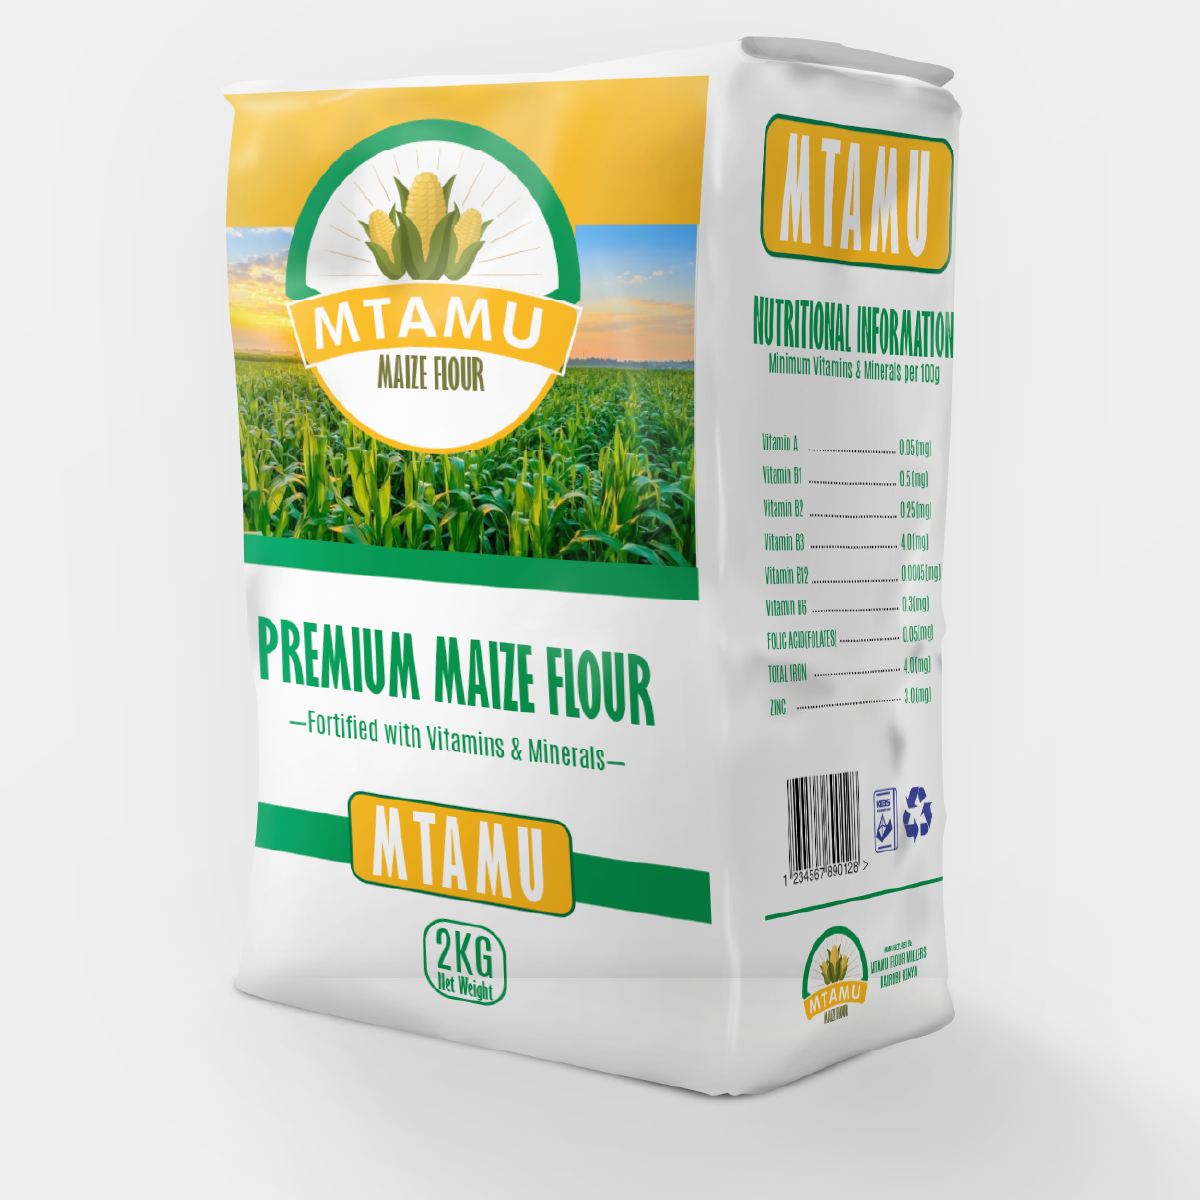 MTAMU
MAIZE FLOUR
PREMIUM MAIZE FLOUR
—Fortified with Vitamins & Minerals—
MTAMU
2KG
Net Weight
MTAMU
NUTRITIONAL INFORMATION
Minimum Vitamins & Minerals per 100g
Vitamin A 0.05(mg)
Vitamin B1 0.5(mg)
Vitamin B2 0.25(mg)
Vitamin B3 4.0(mg)
Vitamin B12 0.0005(mg)
Vitamin B6 0.3(mg)
FOLIC ACID(FOLATES) 0.05(mg)
TOTAL IRON 4.0(mg)
ZINC 3.0(mg)
KEBS
1 234567 890128 >
MANUFACTURED BY:
MTAMU FLOUR MILLERS
NAIROBI KENYA
MTAMU
MAIZE FLOUR